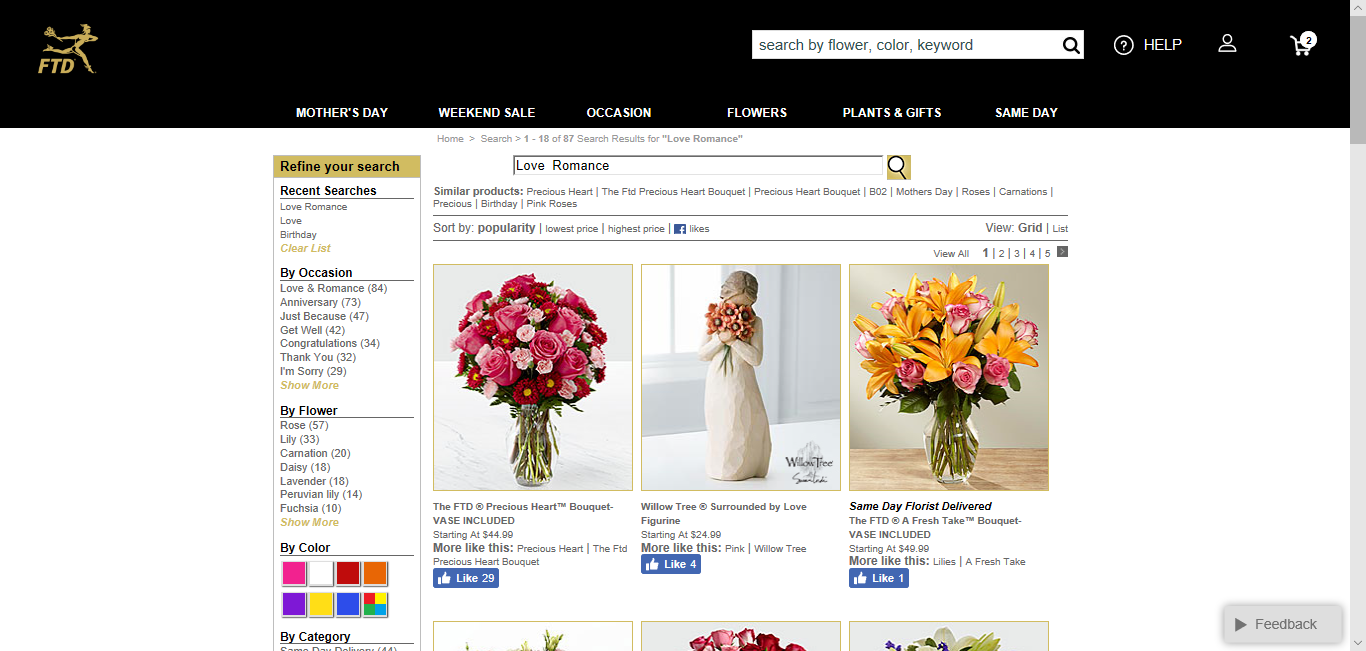 FTD
search by flower, color, keyword
HELP
2
MOTHER'S DAY WEEKEND SALE OCCASION FLOWERS PLANTS & GIFTS SAME DAY
Home > Search > 1 - 18 of 87 Search Results for "Love Romance"
Refine your search
Recent Searches
Love Romance
Love
Birthday
Clear List
By Occasion
Love & Romance (84)
Anniversary (73)
Just Because (47)
Get Well (42)
Congratulations (34)
Thank You (32)
I'm Sorry (29)
Show More
By Flower
Rose (57)
Lily (33)
Carnation (20)
Daisy (18)
Lavender (18)
Peruvian lily (14)
Fuchsia (10)
Show More
By Color
By Category
Same Day Delivery (44)
Love  Romance
Similar products: Precious Heart | The Ftd Precious Heart Bouquet | Precious Heart Bouquet | B02 | Mothers Day | Roses | Carnations |
Precious | Birthday | Pink Roses
Sort by: popularity | lowest price | highest price | likes
View: Grid | List
View All 1 | 2 | 3 | 4 | 5
The FTD ® Precious Heart™ Bouquet-
VASE INCLUDED
Starting At $44.99
More like this: Precious Heart | The Ftd
Precious Heart Bouquet
Like 29
Willow Tree
Willow Tree ® Surrounded by Love
Figurine
Starting At $24.99
More like this: Pink | Willow Tree
Like 4
Same Day Florist Delivered
The FTD ® A Fresh Take™ Bouquet-
VASE INCLUDED
Starting At $49.99
More like this: Lilies | A Fresh Take
Like 1
Feedback